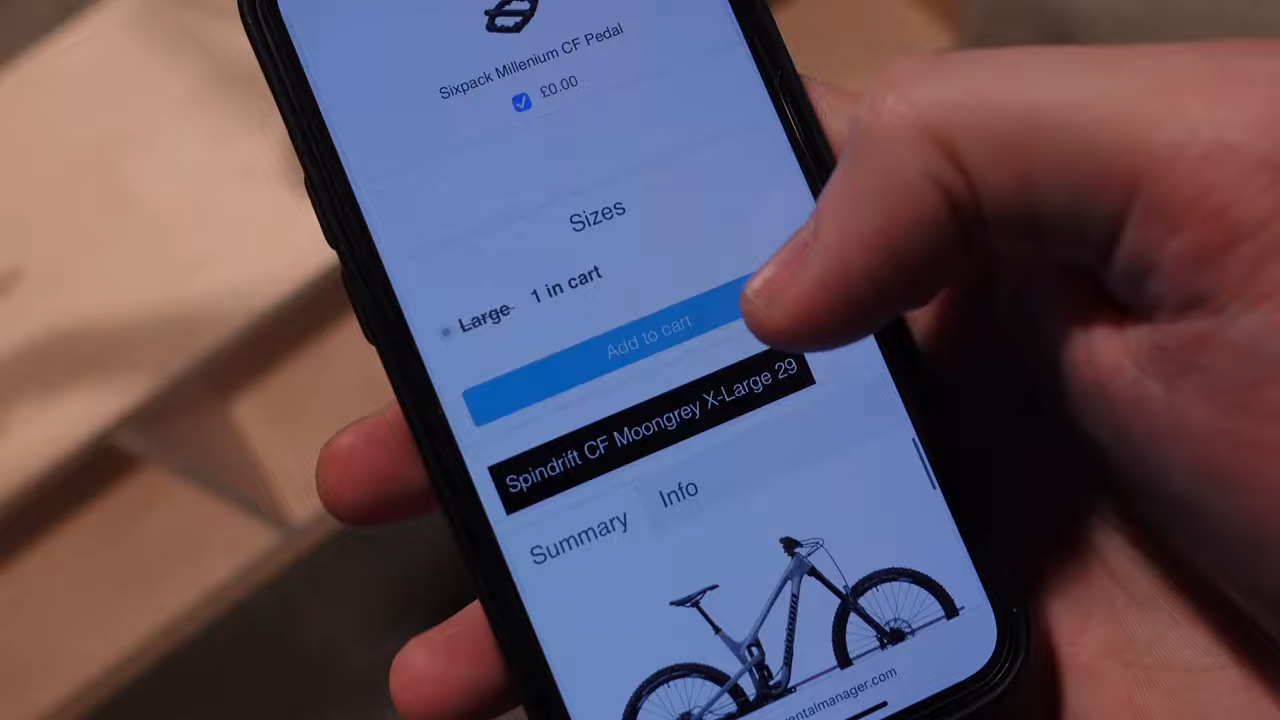 Sixpack Millenium CF Pedal
£0.00
Sizes
Large 1 in cart
Add to cart
Spindrift CF Moongrey X-Large 29
Summary Info
entalmanager.com